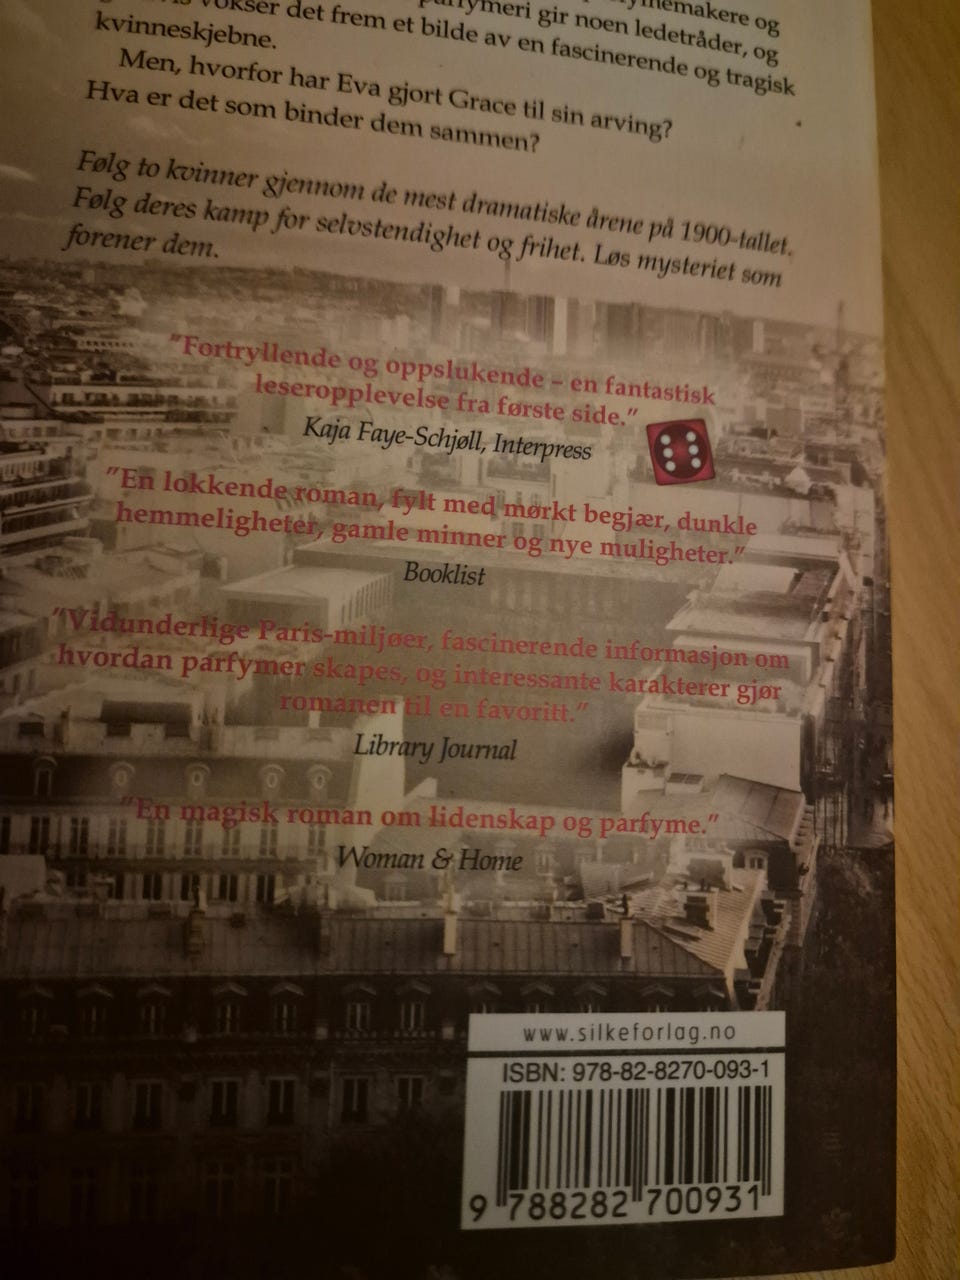 parfymemakere og
vokser det frem et bilde av en fascinerende og tragisk
parfymeri gir noen ledetråder, og
kvinneskjebne.
Men, hvorfor har Eva gjort Grace til sin arving?
Hva er det som binder dem sammen?
Følg to kvinner gjennom de mest dramatiske årene på 1900-tallet.
Følg deres kamp for selvstendighet og frihet. Løs mysteriet som
forener dem.
"Fortryllende og oppslukende – en fantastisk
leseropplevelse fra første side."
Kaja Faye-Schjøll, Interpress
"En lokkende roman, fylt med mørkt begjær, dunkle
hemmeligheter, gamle minner og nye muligheter."
Booklist
"Vidunderlige Paris-miljøer, fascinerende informasjon om
hvordan parfymer skapes, og interessante karakterer gjør
romanen til en favoritt."
Library Journal
"En magisk roman om lidenskap og parfyme."
Woman & Home
www.silkeforlag.no
ISBN: 978-82-8270-093-1
9 788282 700931